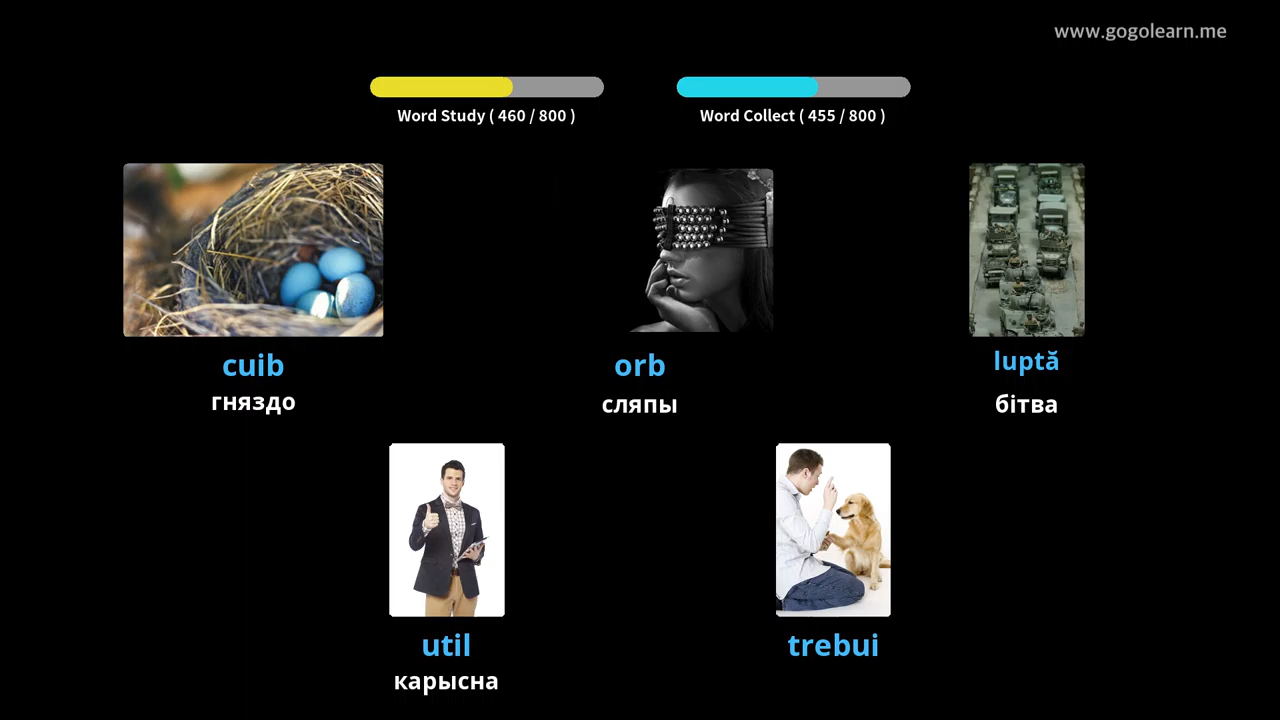 www.gogolearn.me
Word Study ( 460 / 800 )
Word Collect ( 455 / 800 )
cuib
гняздо
orb
сляпы
luptă
бітва
util
карысна
trebui